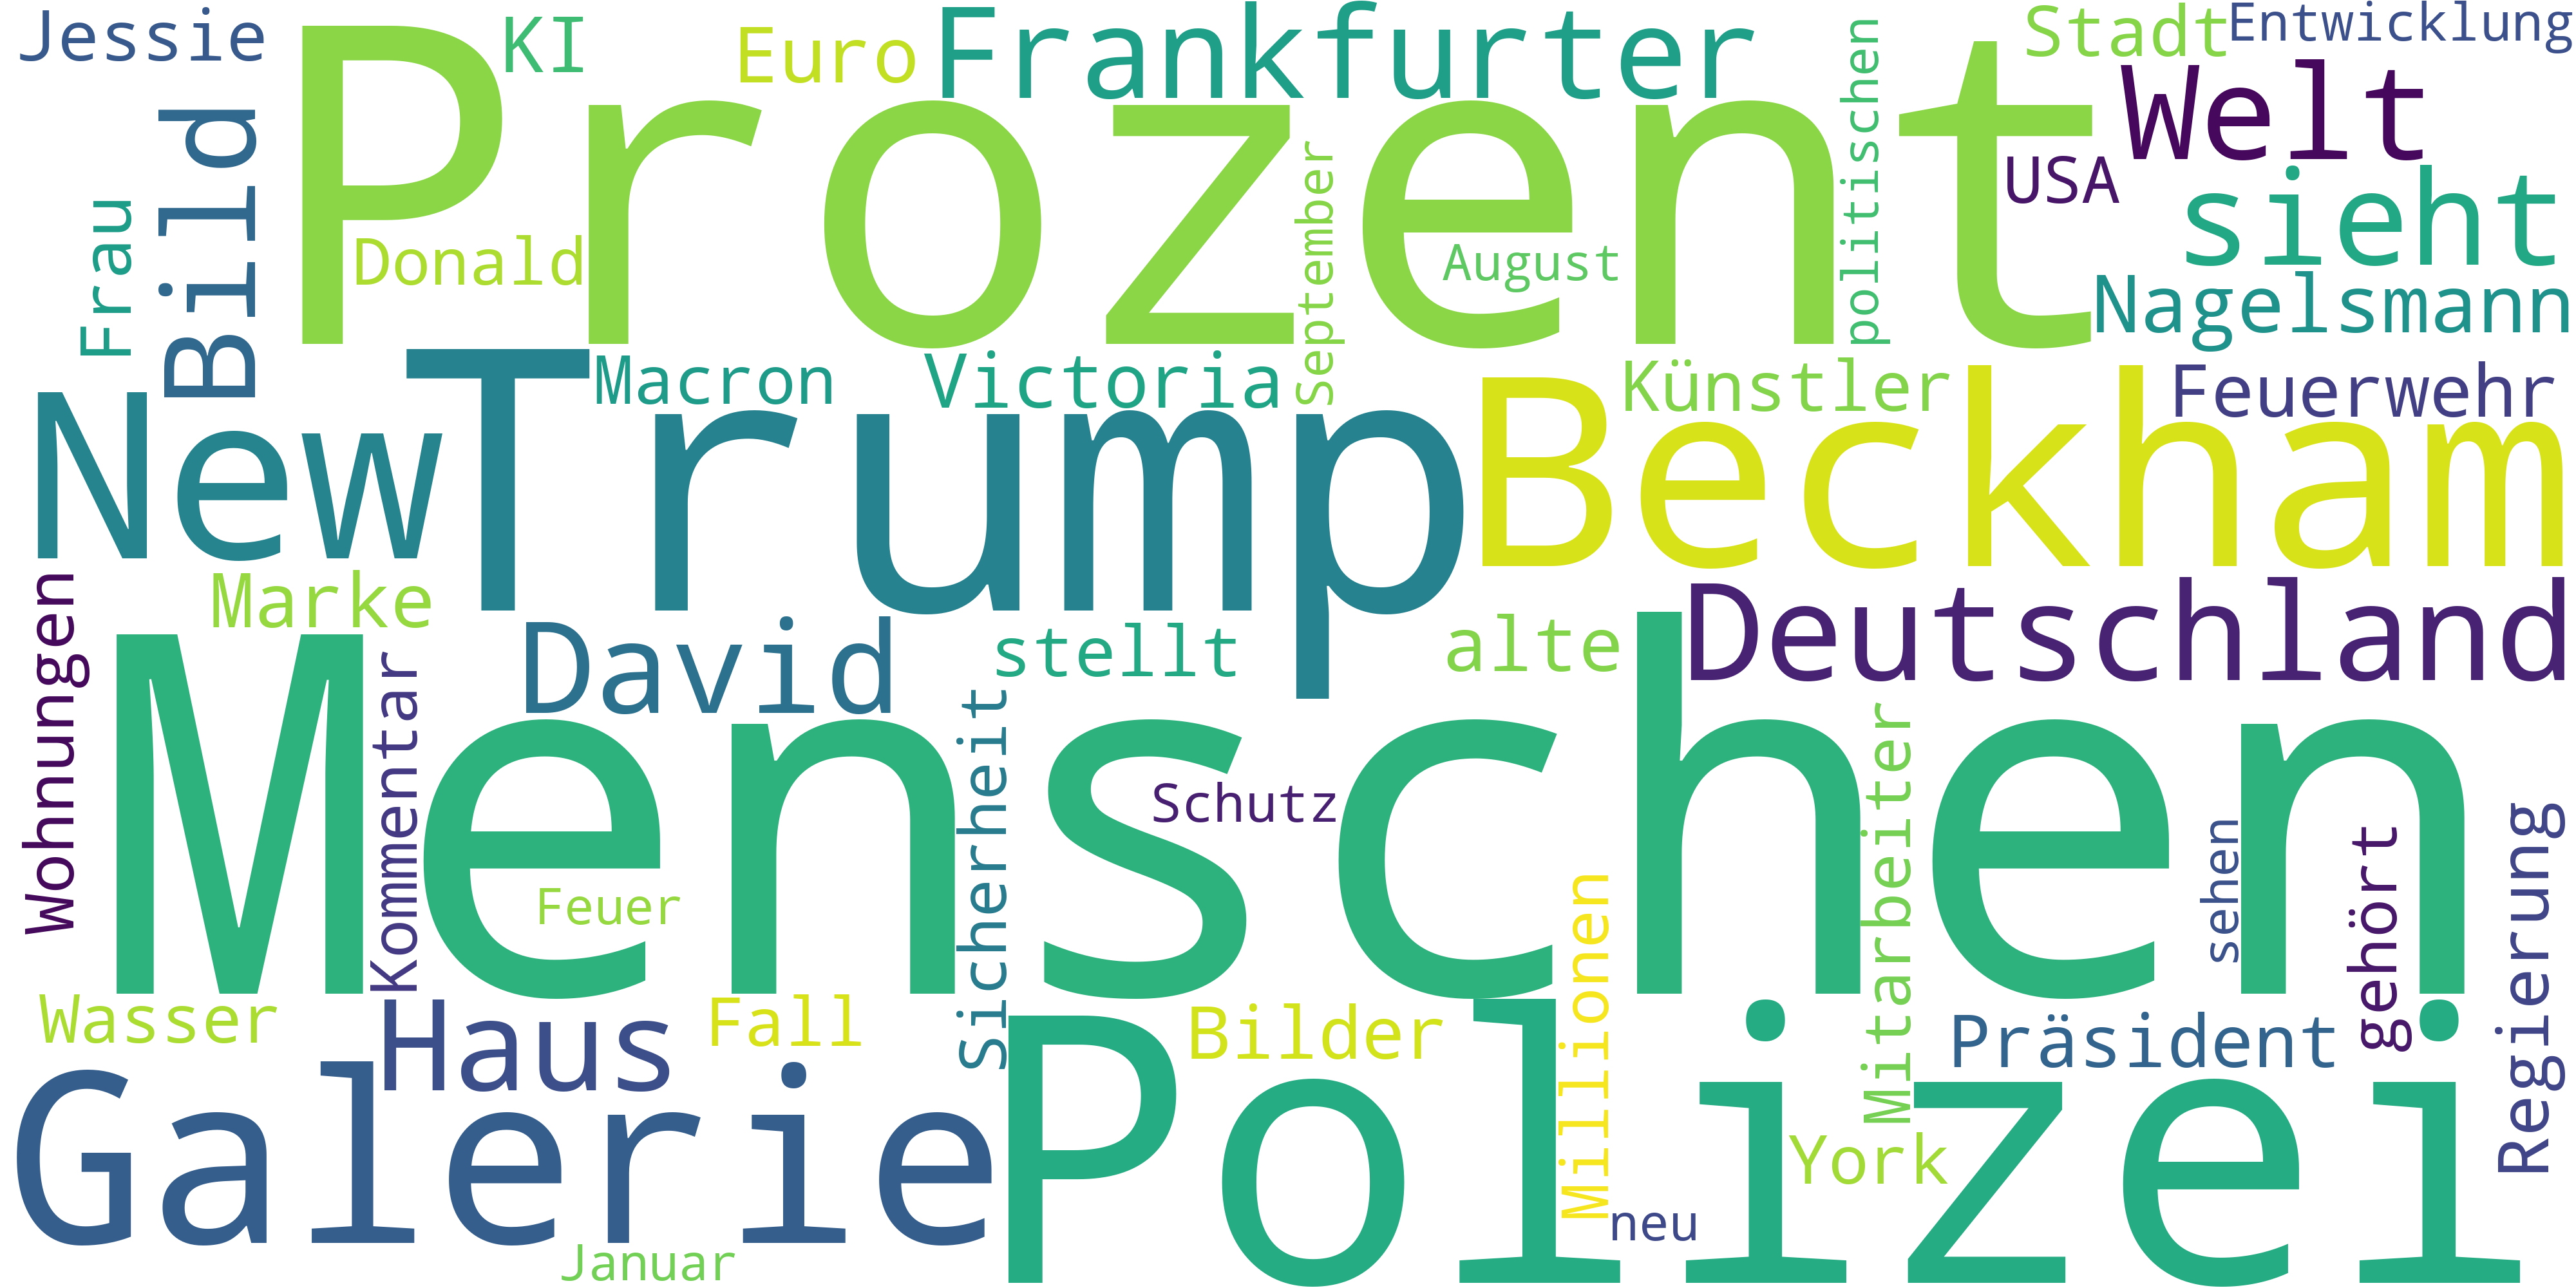 Jessie
KI
Euro
Frankfurter
Stadt
Entwicklung
Prozent
Welt
politischen
Bild
USA
September
sieht
Frau
Donald
August
Nagelsmann
Macron
Victoria
Künstler
Feuerwehr
New
Trump
Beckham
Wohnungen
Marke
David
stellt
alte
Deutschland
Kommentar
Menschen
Sicherheit
Schutz
Mitarbeiter
sehen
gehört
Regierung
Feuer
Millionen
Wasser
Haus
Fall
Bilder
Präsident
Galerie
Polizei
York
neu
Januar